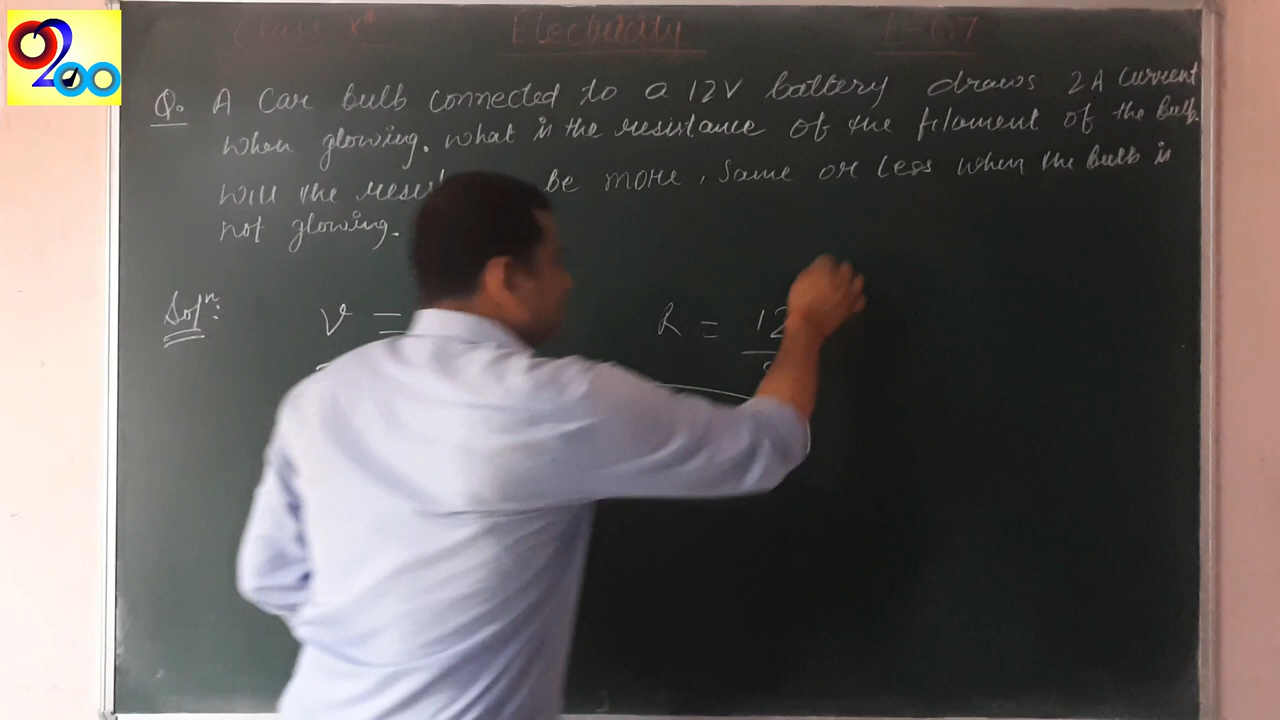 Class Xth Electricity L-07
Q. A Car bulb connected to a 12V battery draws 2A current
when glowing. what is the resistance of the filament of the Bulb.
will the be more, same or less when the bulb is
not glowing.
Soln:
V =
R = 12